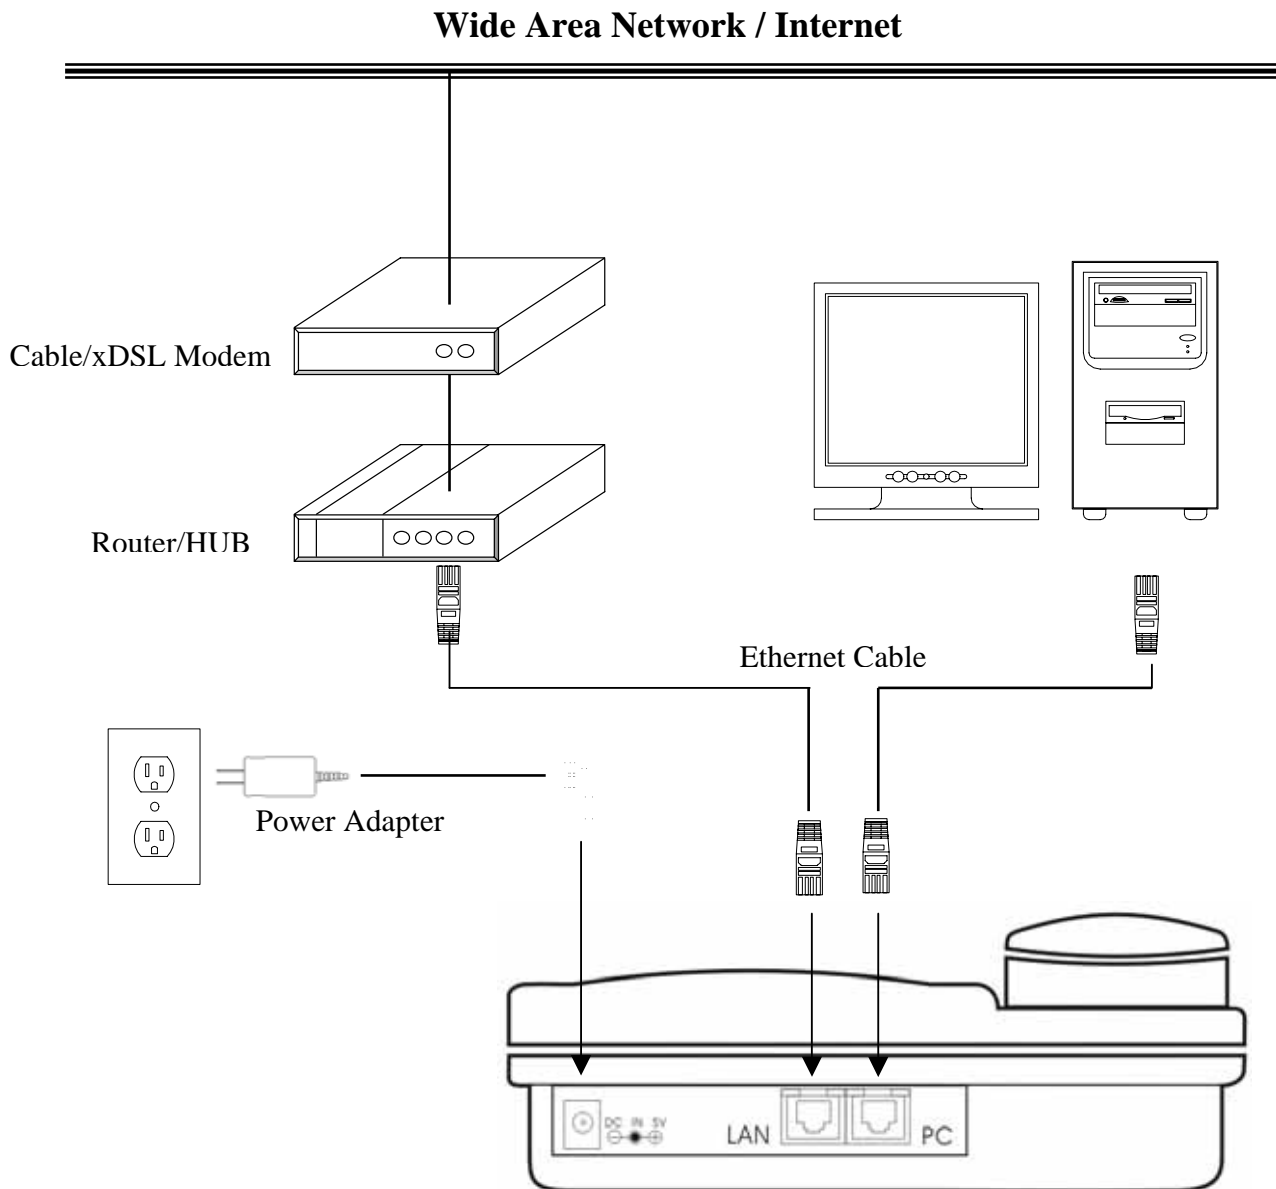 Wide Area Network / Internet
Cable/xDSL Modem
Router/HUB
Ethernet Cable
Power Adapter
DC IN 5V
LAN
PC